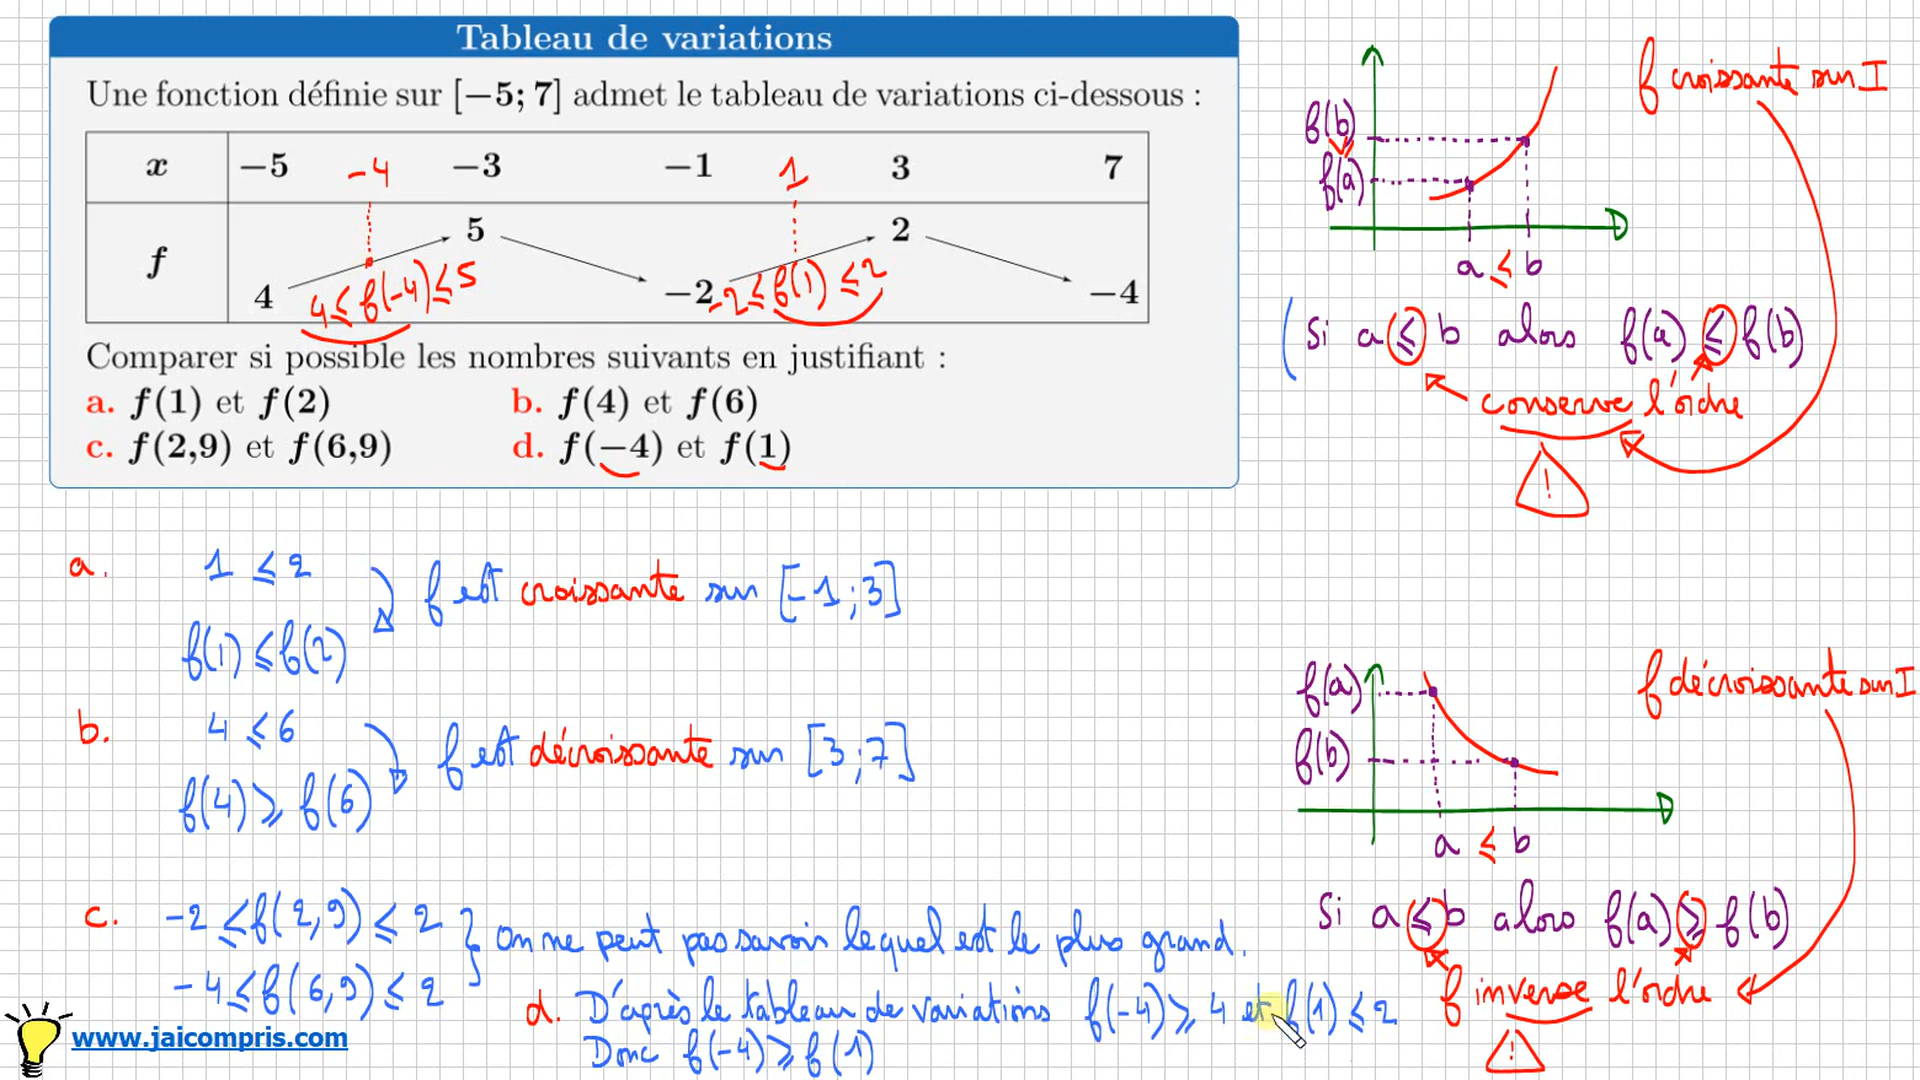 Tableau de variations
Une fonction définie sur [−5; 7] admet le tableau de variations ci-dessous :
x −5 -4 −3 −1 1 3 7
5 2
f
4 4 ≤ f(-4) ≤ 5 −2 -2 ≤ f(1) ≤ 2 −4
Comparer si possible les nombres suivants en justifiant :
a. f(1) et f(2) b. f(4) et f(6)
c. f(2,9) et f(6,9) d. f(−4) et f(1)
a. 1 ≤ 2
f est croissante sur [-1 ; 3]
f(1) ≤ f(2)
b. 4 ≤ 6
f est décroissante sur [3 ; 7]
f(4) ≥ f(6)
c. -2 ≤ f(2,9) ≤ 2
-4 ≤ f(6,9) ≤ 2
On ne peut pas savoir lequel est le plus grand.
d. D'après le tableau de variations f(-4) ≥ 4 et f(1) ≤ 2
Donc f(-4) ≥ f(1)
www.jaicompris.com
f croissante sur I
f(b)
f(a)
a ≤ b
Si a ≤ b alors f(a) ≤ f(b)
conserve l'ordre
!
f décroissante sur I
f(a)
f(b)
a ≤ b
Si a ≤ b alors f(a) ≥ f(b)
f inverse l'ordre
!